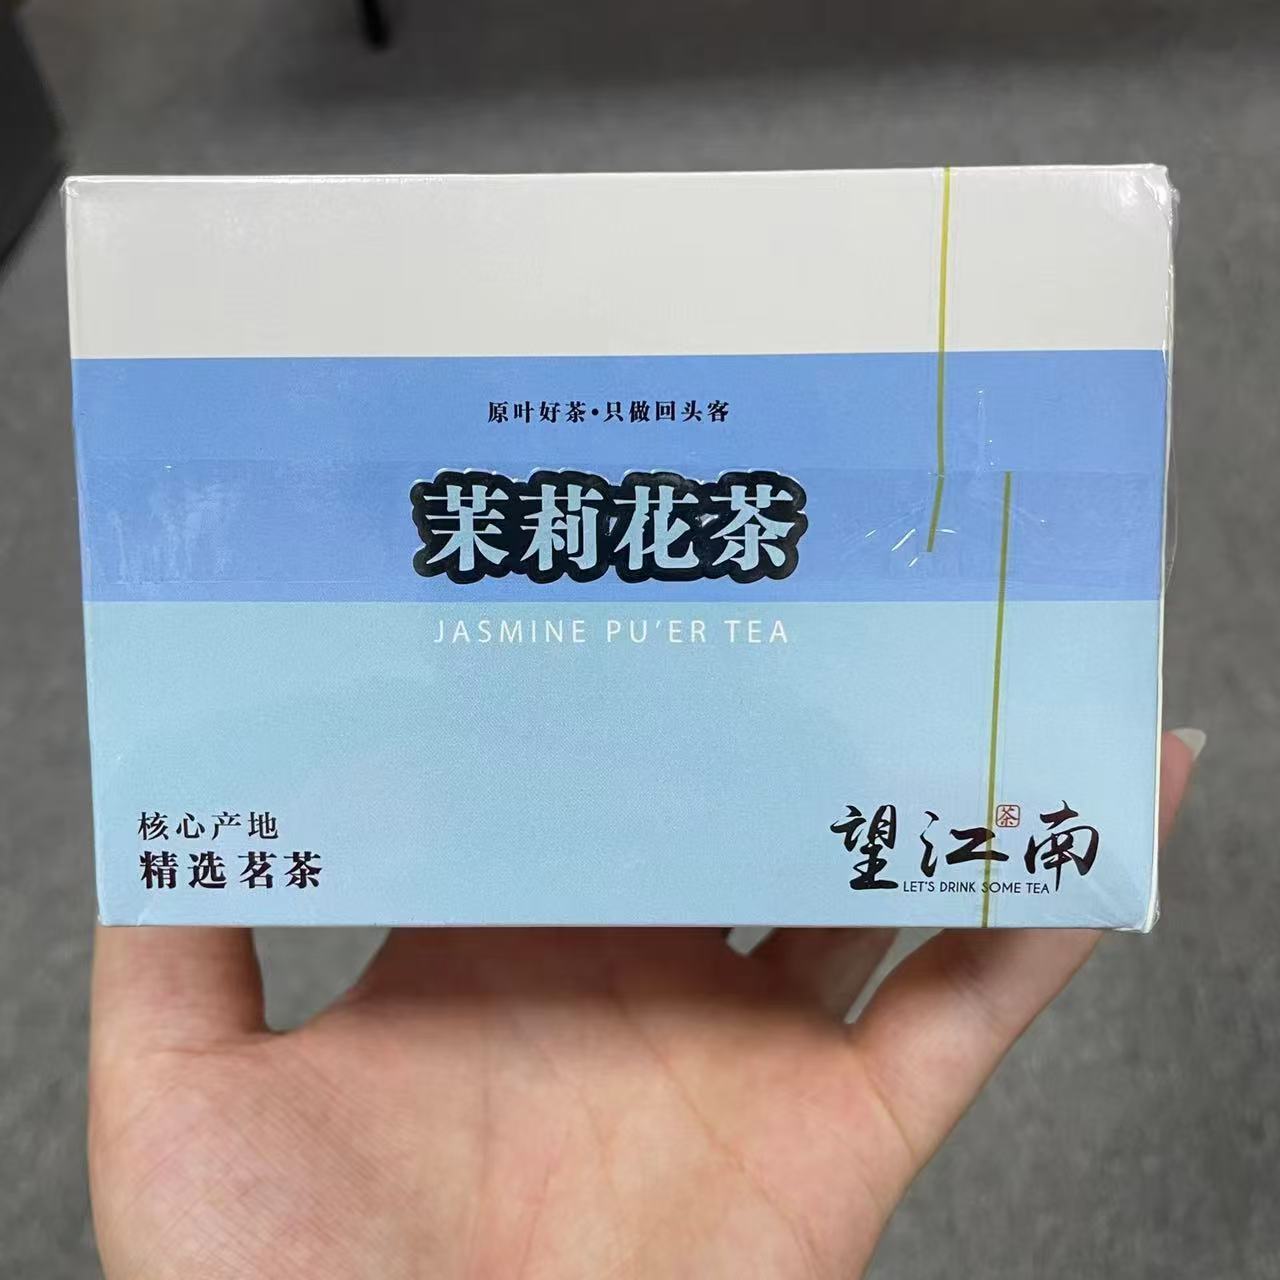 原叶好茶•只做回头客
茉莉花茶
JASMINE PU'ER TEA
核心产地
精选茗茶
望江南
茶
LET'S DRINK SOME TEA